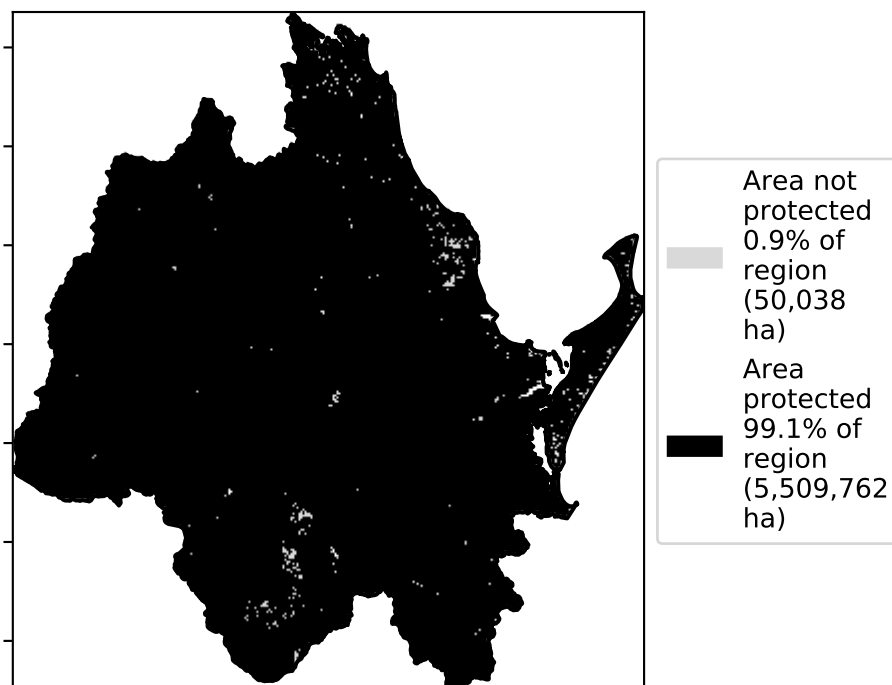 Area not
protected
0.9% of
region
(50,038
ha)
Area
protected
99.1% of
region
(5,509,762
ha)